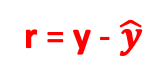 r = y - ŷ